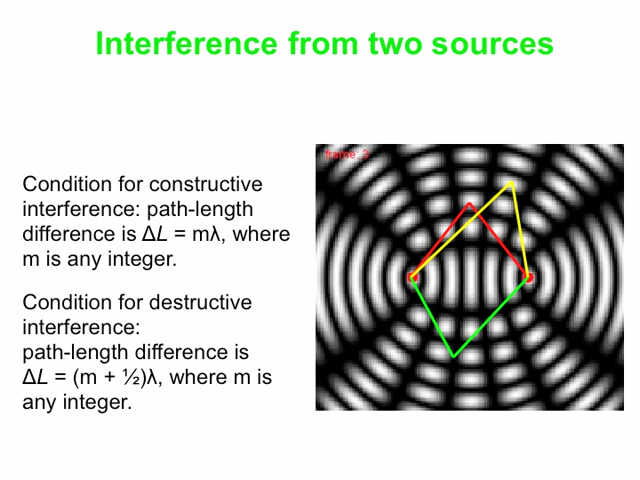 Interference from two sources
Condition for constructive
interference: path-length
difference is ΔL = mλ, where
m is any integer.
Condition for destructive
interference:
path-length difference is
ΔL = (m + ½)λ, where m is
any integer.
frame: